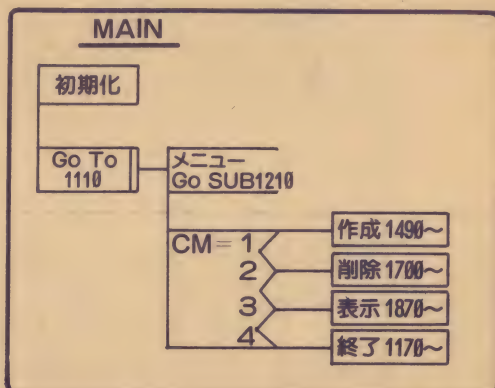 MAIN
初期化
Go To
1110
メニュー
Go SUB1210
CM= 1
作成 1490~
2
削除 1700~
3
表示 1870~
4
終了 1170~